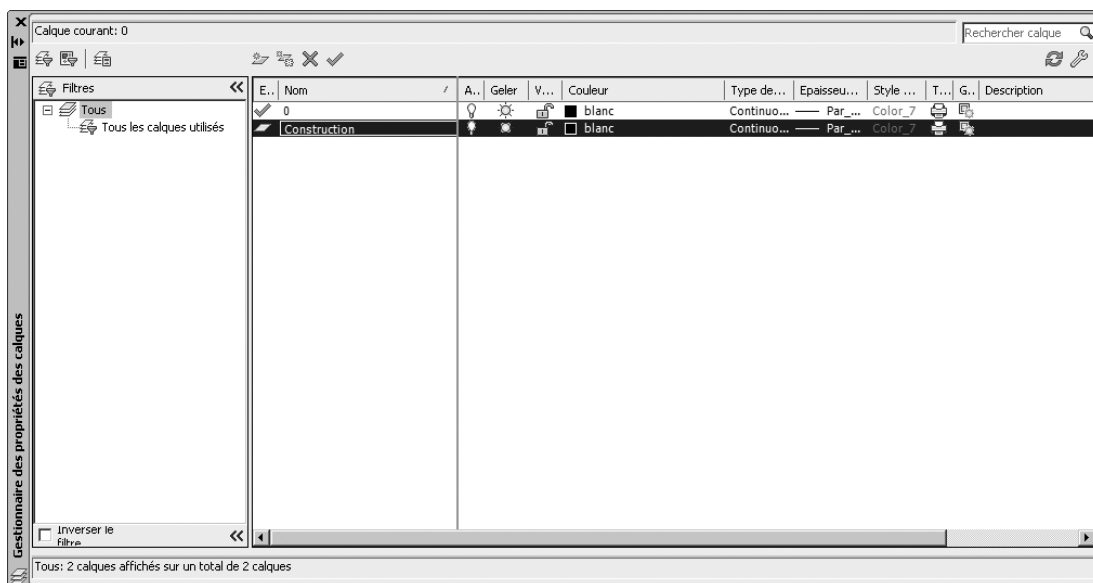 Calque courant: 0
Rechercher calque
Filtres
E.. Nom / A.. Geler V... Couleur Type de... Epaisseu... Style ... T... G.. Description
Tous
0 blanc Continuo... Par_... Color_7
Tous les calques utilisés
Construction blanc Continuo... Par_... Color_7
Inverser le
filtre
Tous: 2 calques affichés sur un total de 2 calques
Gestionnaire des propriétés des calques